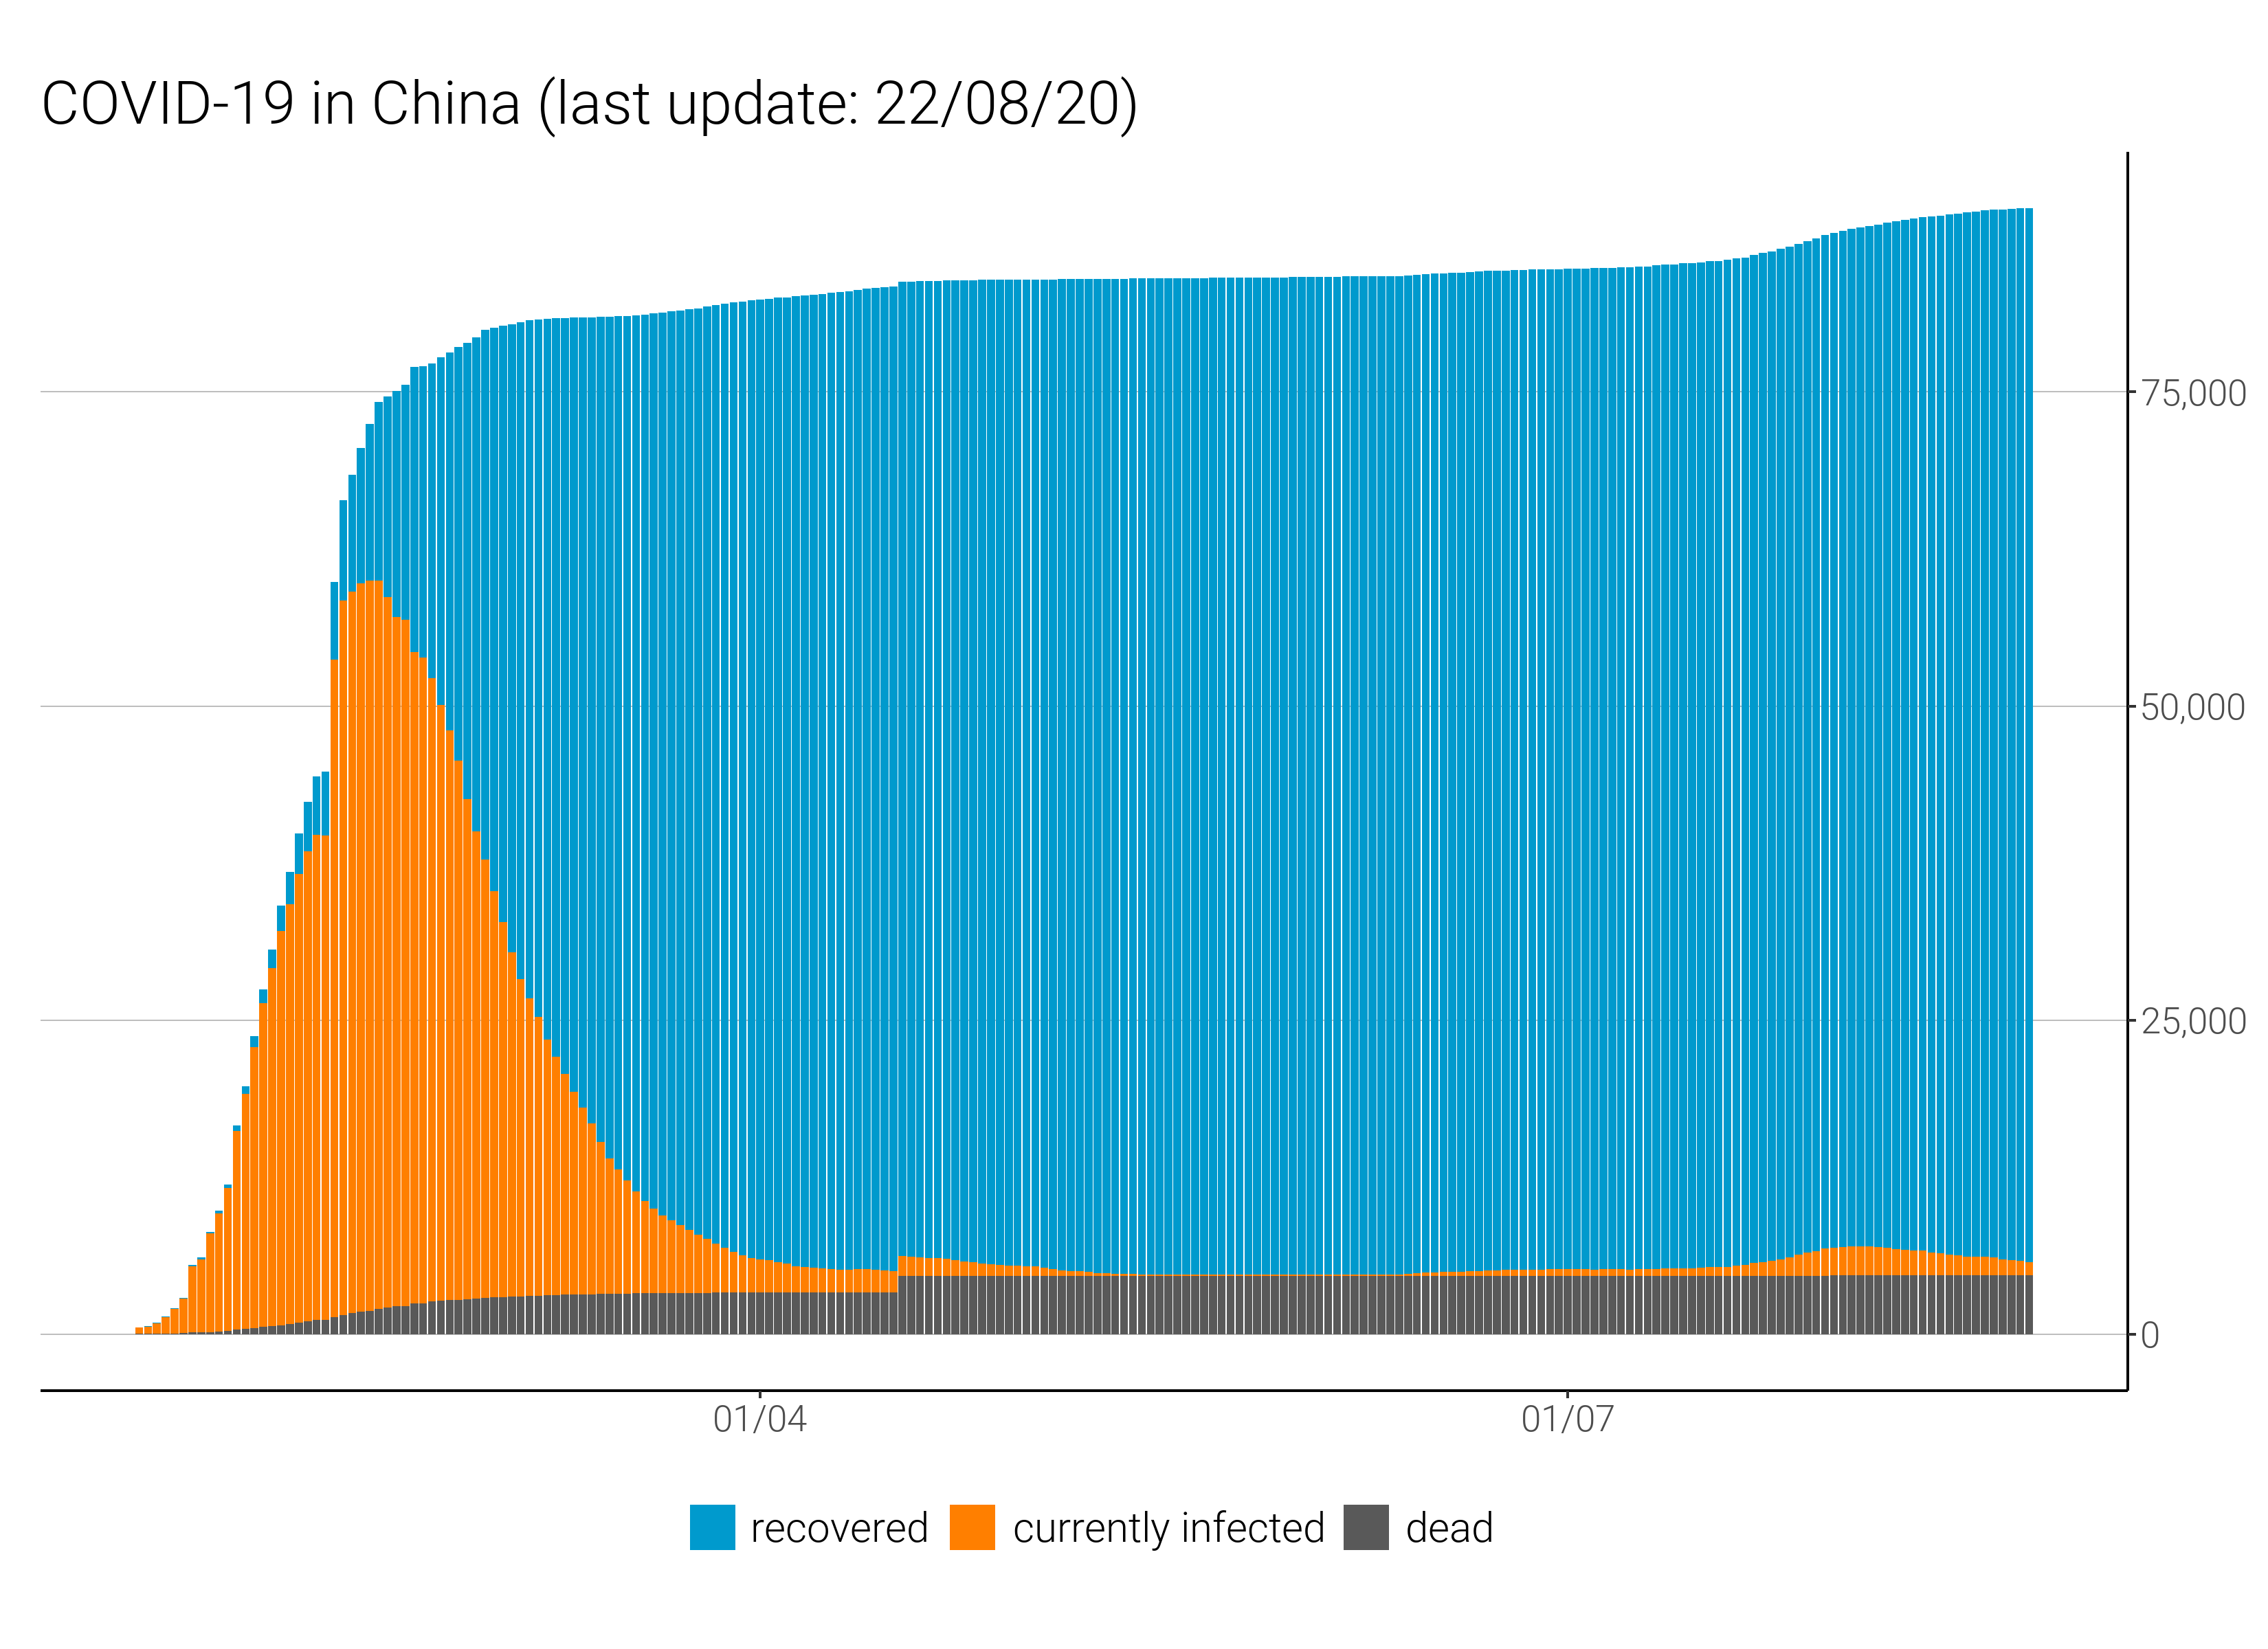 COVID-19 in China (last update: 22/08/20)
75,000
50,000
25,000
0
01/04 01/07
recovered currently infected dead